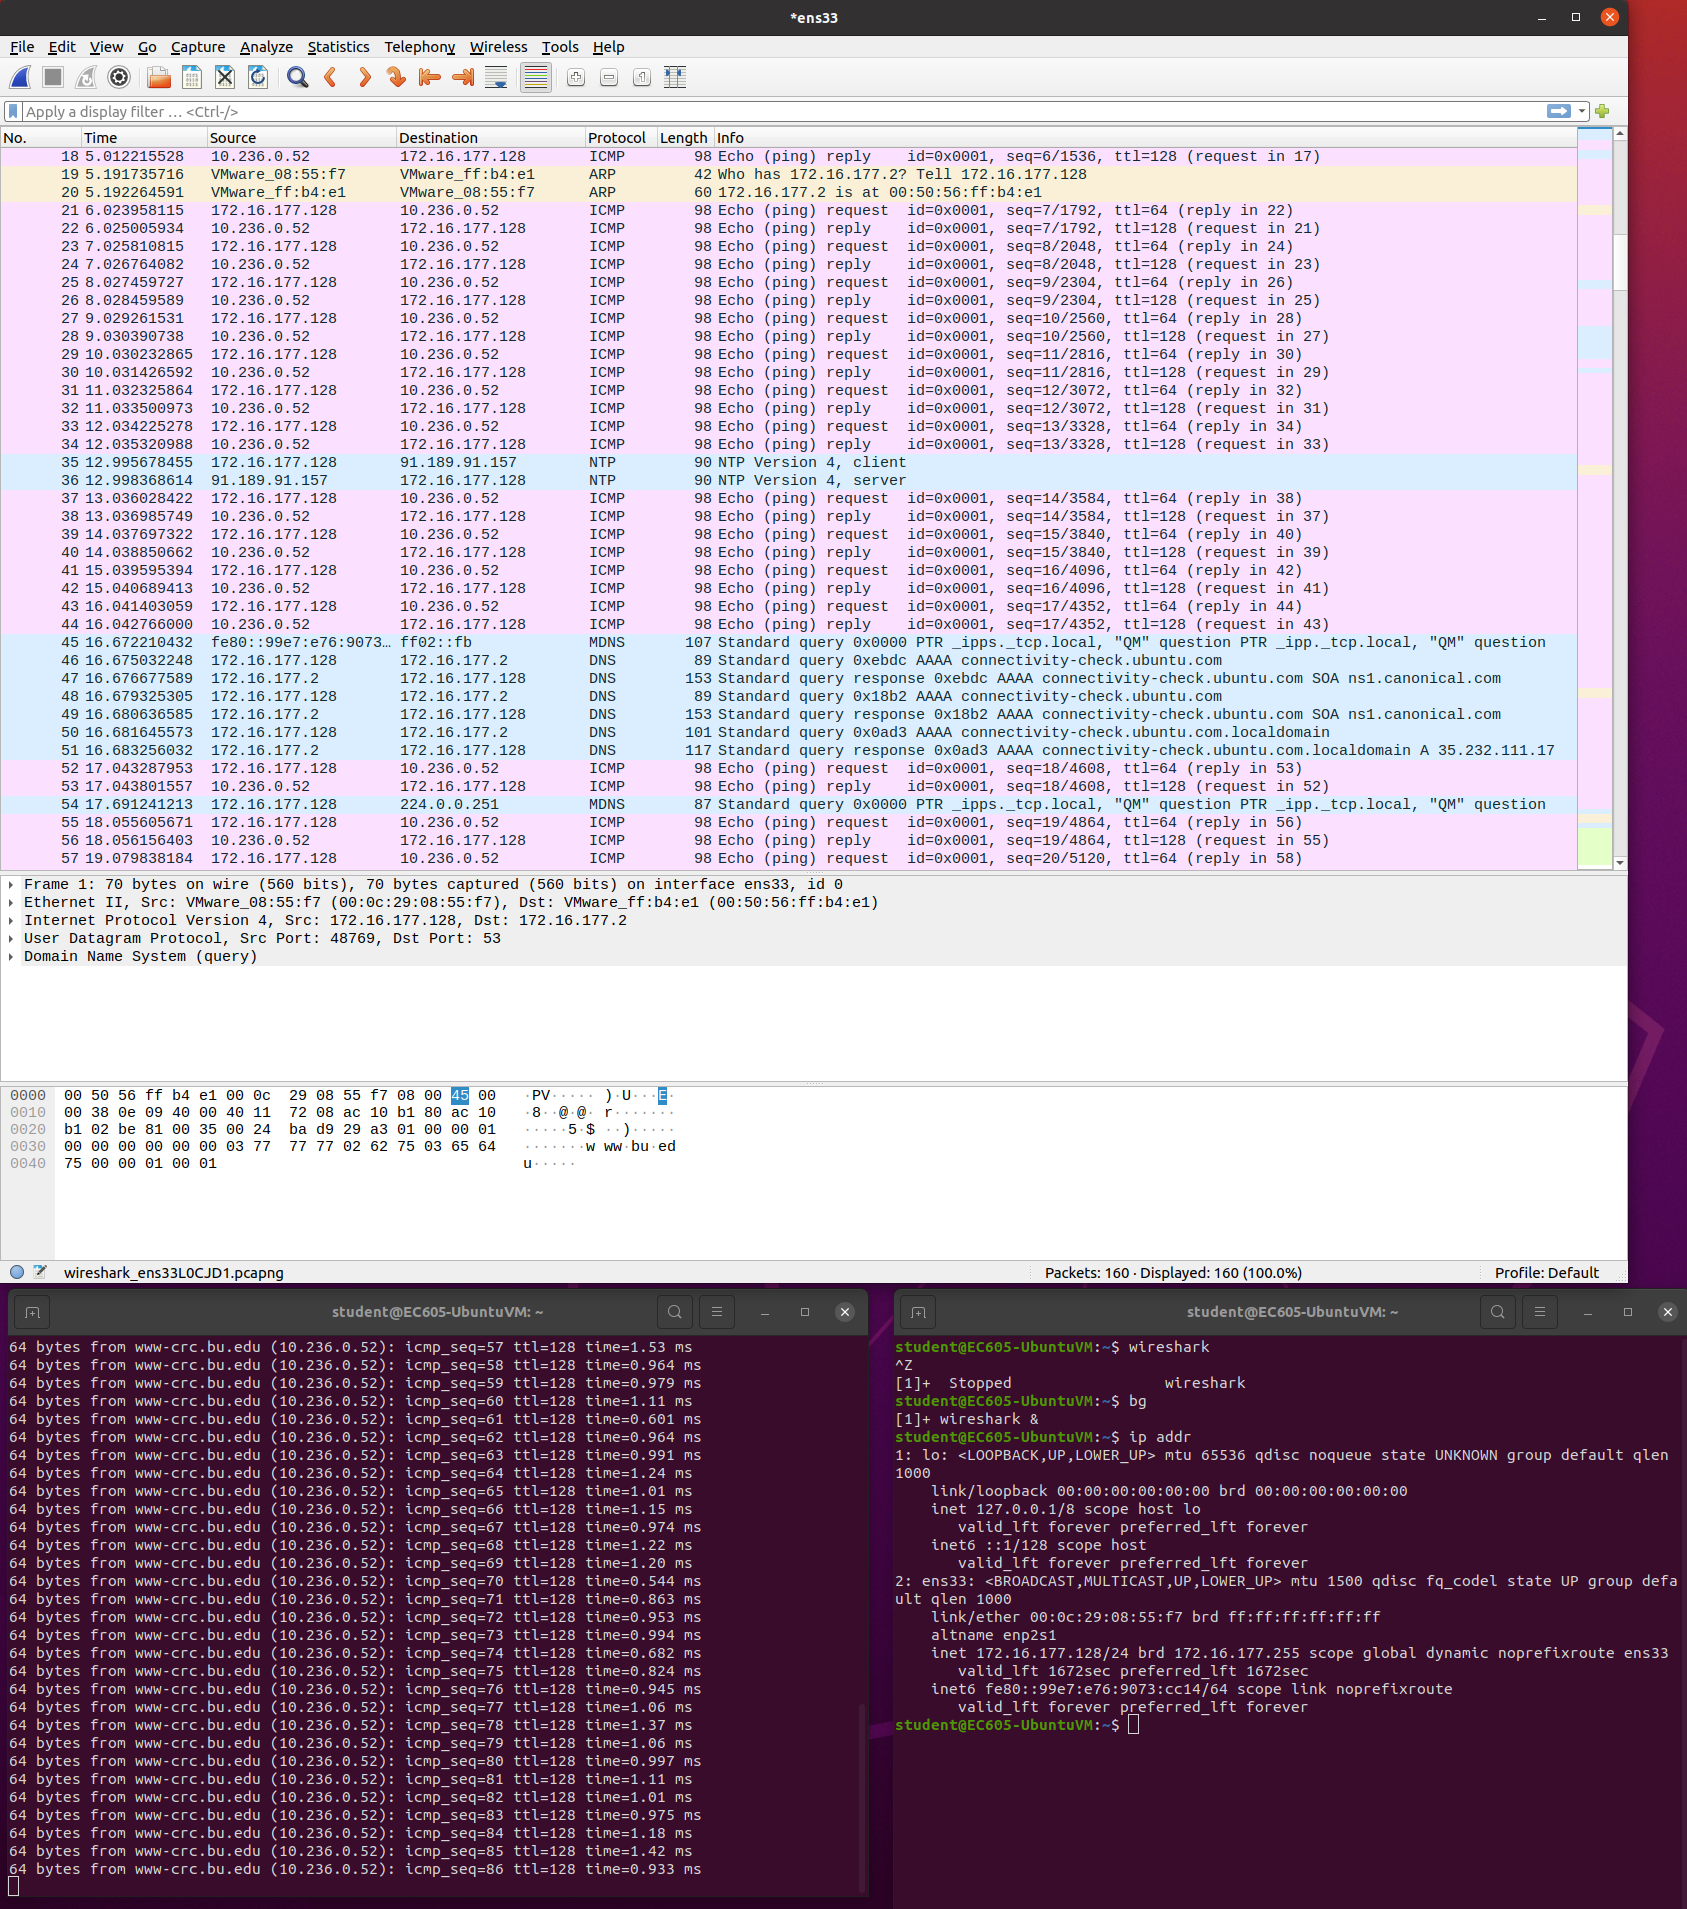 *ens33
File Edit View Go Capture Analyze Statistics Telephony Wireless Tools Help
Apply a display filter … <Ctrl-/>
No. Time Source Destination Protocol Length Info
18 5.012215528 10.236.0.52 172.16.177.128 ICMP 98 Echo (ping) reply id=0x0001, seq=6/1536, ttl=128 (request in 17)
19 5.191735716 VMware_08:55:f7 VMware_ff:b4:e1 ARP 42 Who has 172.16.177.2? Tell 172.16.177.128
20 5.192264591 VMware_ff:b4:e1 VMware_08:55:f7 ARP 60 172.16.177.2 is at 00:50:56:ff:b4:e1
21 6.023958115 172.16.177.128 10.236.0.52 ICMP 98 Echo (ping) request id=0x0001, seq=7/1792, ttl=64 (reply in 22)
22 6.025005934 10.236.0.52 172.16.177.128 ICMP 98 Echo (ping) reply id=0x0001, seq=7/1792, ttl=128 (request in 21)
23 7.025810815 172.16.177.128 10.236.0.52 ICMP 98 Echo (ping) request id=0x0001, seq=8/2048, ttl=64 (reply in 24)
24 7.026764082 10.236.0.52 172.16.177.128 ICMP 98 Echo (ping) reply id=0x0001, seq=8/2048, ttl=128 (request in 23)
25 8.027459727 172.16.177.128 10.236.0.52 ICMP 98 Echo (ping) request id=0x0001, seq=9/2304, ttl=64 (reply in 26)
26 8.028459589 10.236.0.52 172.16.177.128 ICMP 98 Echo (ping) reply id=0x0001, seq=9/2304, ttl=128 (request in 25)
27 9.029261531 172.16.177.128 10.236.0.52 ICMP 98 Echo (ping) request id=0x0001, seq=10/2560, ttl=64 (reply in 28)
28 9.030390738 10.236.0.52 172.16.177.128 ICMP 98 Echo (ping) reply id=0x0001, seq=10/2560, ttl=128 (request in 27)
29 10.030232865 172.16.177.128 10.236.0.52 ICMP 98 Echo (ping) request id=0x0001, seq=11/2816, ttl=64 (reply in 30)
30 10.031426592 10.236.0.52 172.16.177.128 ICMP 98 Echo (ping) reply id=0x0001, seq=11/2816, ttl=128 (request in 29)
31 11.032325864 172.16.177.128 10.236.0.52 ICMP 98 Echo (ping) request id=0x0001, seq=12/3072, ttl=64 (reply in 32)
32 11.033500973 10.236.0.52 172.16.177.128 ICMP 98 Echo (ping) reply id=0x0001, seq=12/3072, ttl=128 (request in 31)
33 12.034225278 172.16.177.128 10.236.0.52 ICMP 98 Echo (ping) request id=0x0001, seq=13/3328, ttl=64 (reply in 34)
34 12.035320988 10.236.0.52 172.16.177.128 ICMP 98 Echo (ping) reply id=0x0001, seq=13/3328, ttl=128 (request in 33)
35 12.995678455 172.16.177.128 91.189.91.157 NTP 90 NTP Version 4, client
36 12.998368614 91.189.91.157 172.16.177.128 NTP 90 NTP Version 4, server
37 13.036028422 172.16.177.128 10.236.0.52 ICMP 98 Echo (ping) request id=0x0001, seq=14/3584, ttl=64 (reply in 38)
38 13.036985749 10.236.0.52 172.16.177.128 ICMP 98 Echo (ping) reply id=0x0001, seq=14/3584, ttl=128 (request in 37)
39 14.037697322 172.16.177.128 10.236.0.52 ICMP 98 Echo (ping) request id=0x0001, seq=15/3840, ttl=64 (reply in 40)
40 14.038850662 10.236.0.52 172.16.177.128 ICMP 98 Echo (ping) reply id=0x0001, seq=15/3840, ttl=128 (request in 39)
41 15.039595394 172.16.177.128 10.236.0.52 ICMP 98 Echo (ping) request id=0x0001, seq=16/4096, ttl=64 (reply in 42)
42 15.040689413 10.236.0.52 172.16.177.128 ICMP 98 Echo (ping) reply id=0x0001, seq=16/4096, ttl=128 (request in 41)
43 16.041403059 172.16.177.128 10.236.0.52 ICMP 98 Echo (ping) request id=0x0001, seq=17/4352, ttl=64 (reply in 44)
44 16.042766000 10.236.0.52 172.16.177.128 ICMP 98 Echo (ping) reply id=0x0001, seq=17/4352, ttl=128 (request in 43)
45 16.672210432 fe80::99e7:e76:9073… ff02::fb MDNS 107 Standard query 0x0000 PTR _ipps._tcp.local, "QM" question PTR _ipp._tcp.local, "QM" question
46 16.675032248 172.16.177.128 172.16.177.2 DNS 89 Standard query 0xebdc AAAA connectivity-check.ubuntu.com
47 16.676677589 172.16.177.2 172.16.177.128 DNS 153 Standard query response 0xebdc AAAA connectivity-check.ubuntu.com SOA ns1.canonical.com
48 16.679325305 172.16.177.128 172.16.177.2 DNS 89 Standard query 0x18b2 AAAA connectivity-check.ubuntu.com
49 16.680636585 172.16.177.2 172.16.177.128 DNS 153 Standard query response 0x18b2 AAAA connectivity-check.ubuntu.com SOA ns1.canonical.com
50 16.681645573 172.16.177.128 172.16.177.2 DNS 101 Standard query 0x0ad3 AAAA connectivity-check.ubuntu.com.localdomain
51 16.683256032 172.16.177.2 172.16.177.128 DNS 117 Standard query response 0x0ad3 AAAA connectivity-check.ubuntu.com.localdomain A 35.232.111.17
52 17.043287953 172.16.177.128 10.236.0.52 ICMP 98 Echo (ping) request id=0x0001, seq=18/4608, ttl=64 (reply in 53)
53 17.043801557 10.236.0.52 172.16.177.128 ICMP 98 Echo (ping) reply id=0x0001, seq=18/4608, ttl=128 (request in 52)
54 17.691241213 172.16.177.128 224.0.0.251 MDNS 87 Standard query 0x0000 PTR _ipps._tcp.local, "QM" question PTR _ipp._tcp.local, "QM" question
55 18.055605671 172.16.177.128 10.236.0.52 ICMP 98 Echo (ping) request id=0x0001, seq=19/4864, ttl=64 (reply in 56)
56 18.056156403 10.236.0.52 172.16.177.128 ICMP 98 Echo (ping) reply id=0x0001, seq=19/4864, ttl=128 (request in 55)
57 19.079838184 172.16.177.128 10.236.0.52 ICMP 98 Echo (ping) request id=0x0001, seq=20/5120, ttl=64 (reply in 58)
Frame 1: 70 bytes on wire (560 bits), 70 bytes captured (560 bits) on interface ens33, id 0
Ethernet II, Src: VMware_08:55:f7 (00:0c:29:08:55:f7), Dst: VMware_ff:b4:e1 (00:50:56:ff:b4:e1)
Internet Protocol Version 4, Src: 172.16.177.128, Dst: 172.16.177.2
User Datagram Protocol, Src Port: 48769, Dst Port: 53
Domain Name System (query)
0000 00 50 56 ff b4 e1 00 0c 29 08 55 f7 08 00 45 00 ·PV····· )·U···E·
0010 00 38 0e 09 40 00 40 11 72 08 ac 10 b1 80 ac 10 ·8··@·@· r·······
0020 b1 02 be 81 00 35 00 24 ba d9 29 a3 01 00 00 01 ·····5·$ ··)·····
0030 00 00 00 00 00 00 03 77 77 77 02 62 75 03 65 64 ·······w ww·bu·ed
0040 75 00 00 01 00 01 u·····
wireshark_ens33L0CJD1.pcapng Packets: 160 · Displayed: 160 (100.0%) Profile: Default
student@EC605-UbuntuVM: ~
64 bytes from www-crc.bu.edu (10.236.0.52): icmp_seq=57 ttl=128 time=1.53 ms
64 bytes from www-crc.bu.edu (10.236.0.52): icmp_seq=58 ttl=128 time=0.964 ms
64 bytes from www-crc.bu.edu (10.236.0.52): icmp_seq=59 ttl=128 time=0.979 ms
64 bytes from www-crc.bu.edu (10.236.0.52): icmp_seq=60 ttl=128 time=1.11 ms
64 bytes from www-crc.bu.edu (10.236.0.52): icmp_seq=61 ttl=128 time=0.601 ms
64 bytes from www-crc.bu.edu (10.236.0.52): icmp_seq=62 ttl=128 time=0.964 ms
64 bytes from www-crc.bu.edu (10.236.0.52): icmp_seq=63 ttl=128 time=0.991 ms
64 bytes from www-crc.bu.edu (10.236.0.52): icmp_seq=64 ttl=128 time=1.24 ms
64 bytes from www-crc.bu.edu (10.236.0.52): icmp_seq=65 ttl=128 time=1.01 ms
64 bytes from www-crc.bu.edu (10.236.0.52): icmp_seq=66 ttl=128 time=1.15 ms
64 bytes from www-crc.bu.edu (10.236.0.52): icmp_seq=67 ttl=128 time=0.974 ms
64 bytes from www-crc.bu.edu (10.236.0.52): icmp_seq=68 ttl=128 time=1.22 ms
64 bytes from www-crc.bu.edu (10.236.0.52): icmp_seq=69 ttl=128 time=1.20 ms
64 bytes from www-crc.bu.edu (10.236.0.52): icmp_seq=70 ttl=128 time=0.544 ms
64 bytes from www-crc.bu.edu (10.236.0.52): icmp_seq=71 ttl=128 time=0.863 ms
64 bytes from www-crc.bu.edu (10.236.0.52): icmp_seq=72 ttl=128 time=0.953 ms
64 bytes from www-crc.bu.edu (10.236.0.52): icmp_seq=73 ttl=128 time=0.994 ms
64 bytes from www-crc.bu.edu (10.236.0.52): icmp_seq=74 ttl=128 time=0.682 ms
64 bytes from www-crc.bu.edu (10.236.0.52): icmp_seq=75 ttl=128 time=0.824 ms
64 bytes from www-crc.bu.edu (10.236.0.52): icmp_seq=76 ttl=128 time=0.945 ms
64 bytes from www-crc.bu.edu (10.236.0.52): icmp_seq=77 ttl=128 time=1.06 ms
64 bytes from www-crc.bu.edu (10.236.0.52): icmp_seq=78 ttl=128 time=1.37 ms
64 bytes from www-crc.bu.edu (10.236.0.52): icmp_seq=79 ttl=128 time=1.06 ms
64 bytes from www-crc.bu.edu (10.236.0.52): icmp_seq=80 ttl=128 time=0.997 ms
64 bytes from www-crc.bu.edu (10.236.0.52): icmp_seq=81 ttl=128 time=1.11 ms
64 bytes from www-crc.bu.edu (10.236.0.52): icmp_seq=82 ttl=128 time=1.01 ms
64 bytes from www-crc.bu.edu (10.236.0.52): icmp_seq=83 ttl=128 time=0.975 ms
64 bytes from www-crc.bu.edu (10.236.0.52): icmp_seq=84 ttl=128 time=1.18 ms
64 bytes from www-crc.bu.edu (10.236.0.52): icmp_seq=85 ttl=128 time=1.42 ms
64 bytes from www-crc.bu.edu (10.236.0.52): icmp_seq=86 ttl=128 time=0.933 ms
student@EC605-UbuntuVM: ~
student@EC605-UbuntuVM:~$ wireshark
^Z
[1]+  Stopped                 wireshark
student@EC605-UbuntuVM:~$ bg
[1]+ wireshark &
student@EC605-UbuntuVM:~$ ip addr
1: lo: <LOOPBACK,UP,LOWER_UP> mtu 65536 qdisc noqueue state UNKNOWN group default qlen
1000
link/loopback 00:00:00:00:00:00 brd 00:00:00:00:00:00
inet 127.0.0.1/8 scope host lo
valid_lft forever preferred_lft forever
inet6 ::1/128 scope host
valid_lft forever preferred_lft forever
2: ens33: <BROADCAST,MULTICAST,UP,LOWER_UP> mtu 1500 qdisc fq_codel state UP group defa
ult qlen 1000
link/ether 00:0c:29:08:55:f7 brd ff:ff:ff:ff:ff:ff
altname enp2s1
inet 172.16.177.128/24 brd 172.16.177.255 scope global dynamic noprefixroute ens33
valid_lft 1672sec preferred_lft 1672sec
inet6 fe80::99e7:e76:9073:cc14/64 scope link noprefixroute
valid_lft forever preferred_lft forever
student@EC605-UbuntuVM:~$